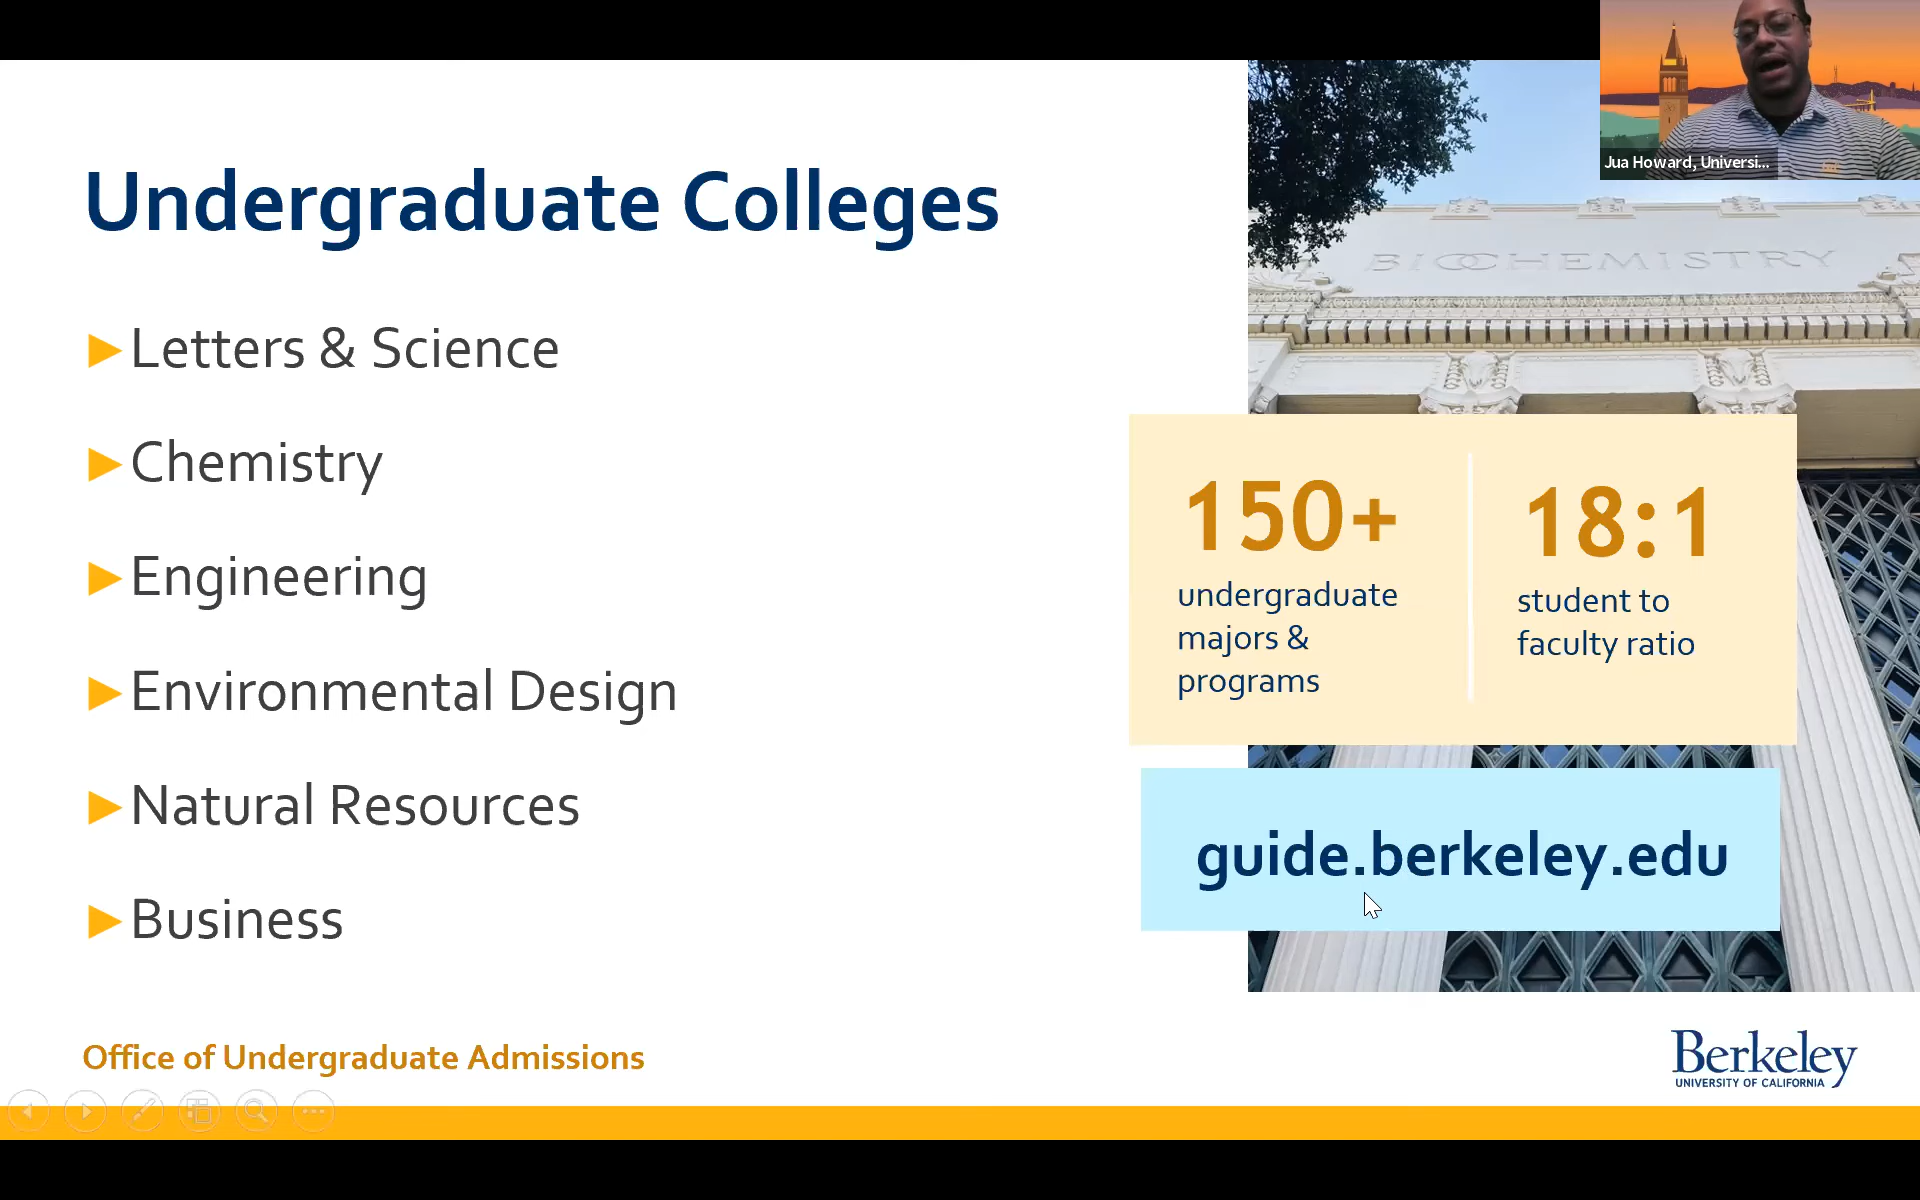 Jua Howard, Universi...
Undergraduate Colleges
Letters & Science
Chemistry
Engineering
Environmental Design
Natural Resources
Business
BIOCHEMISTRY
150+
undergraduate
majors &
programs
18:1
student to
faculty ratio
guide.berkeley.edu
Office of Undergraduate Admissions
Berkeley
UNIVERSITY OF CALIFORNIA